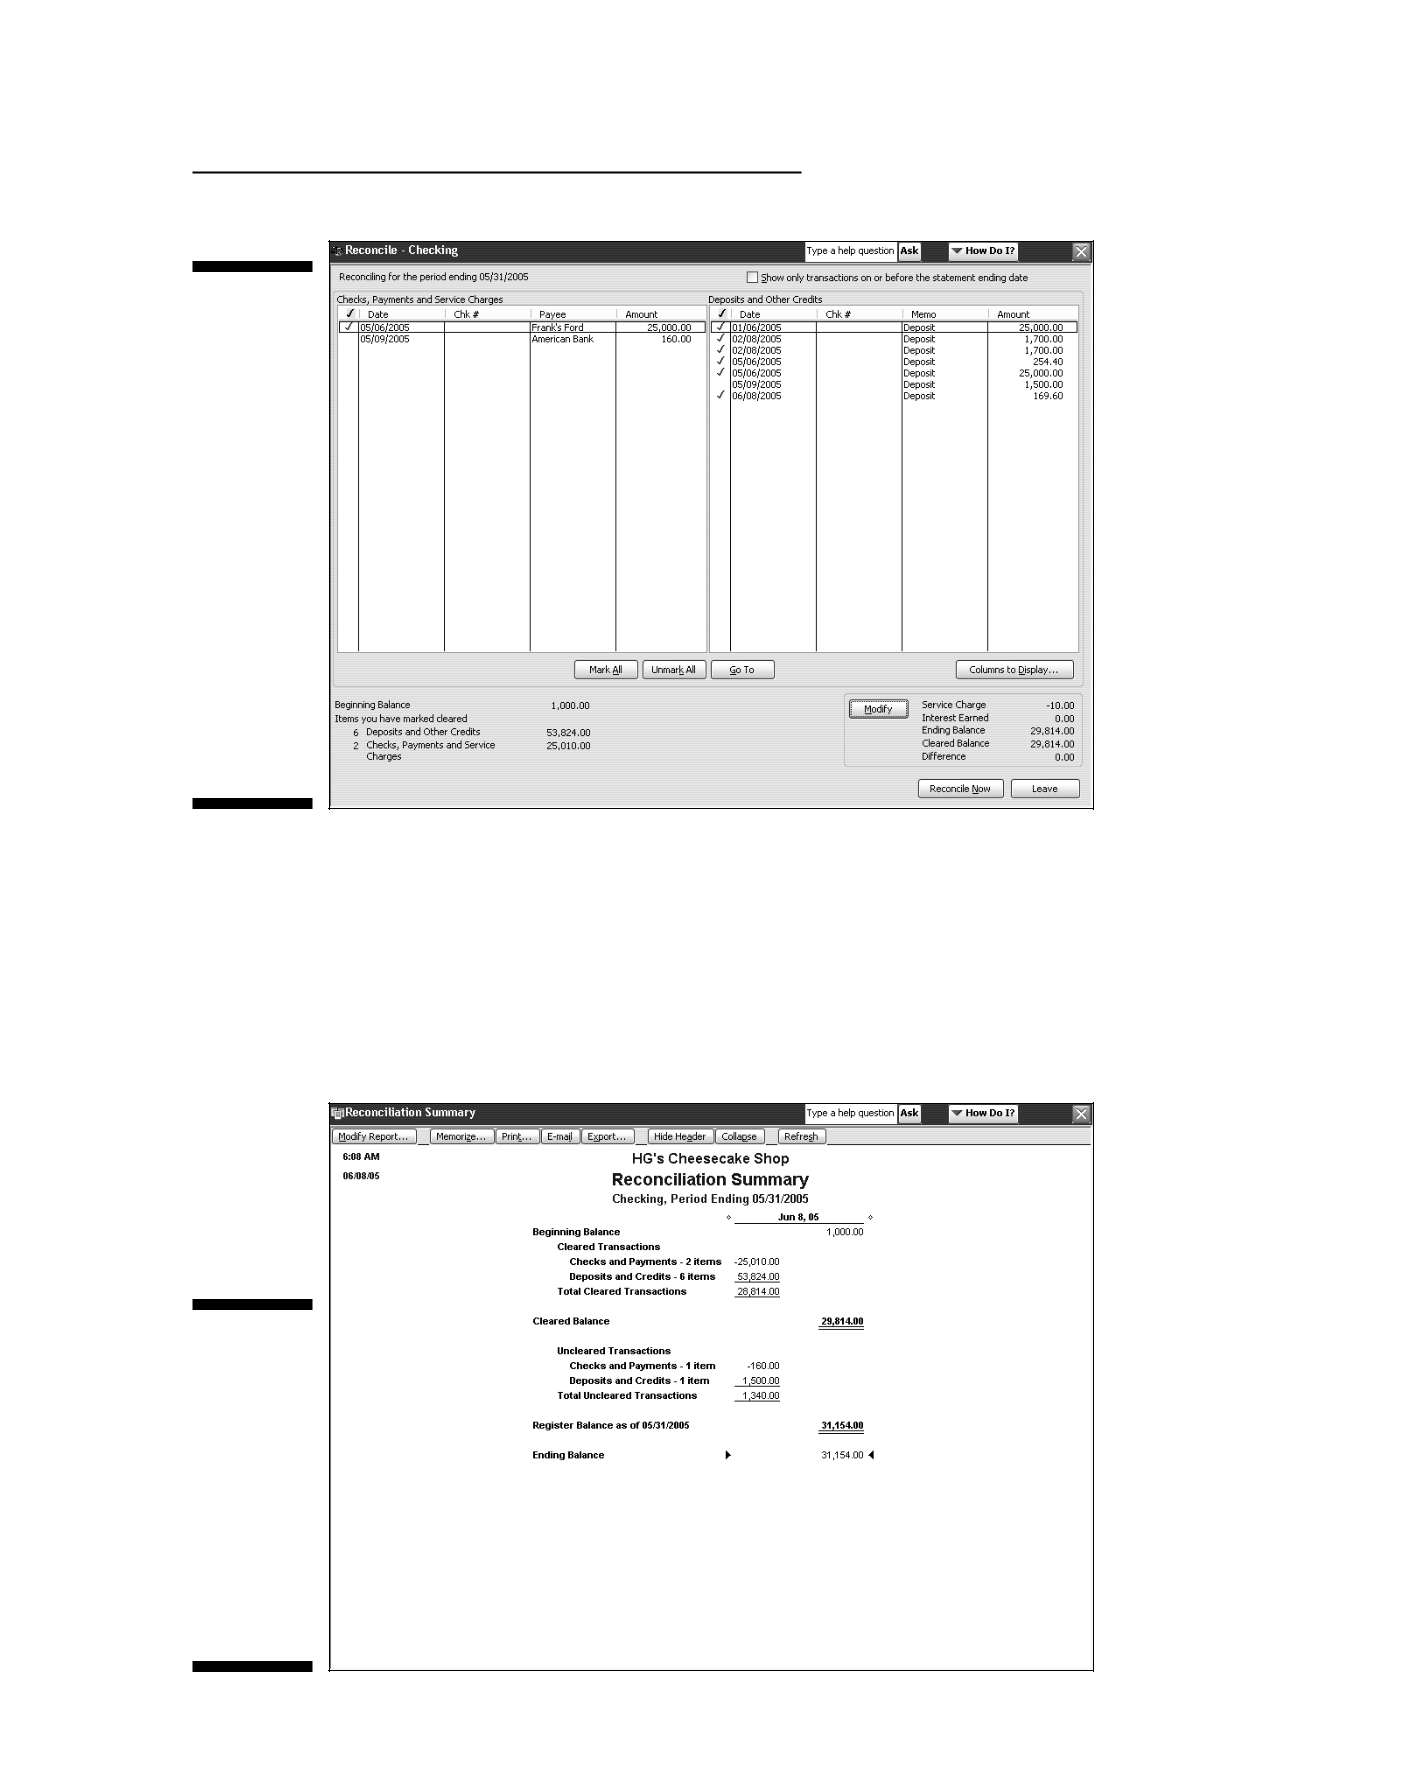 Reconcile - Checking
Type a help question Ask How Do I?
Reconciling for the period ending 05/31/2005
Show only transactions on or before the statement ending date
Checks, Payments and Service Charges
✓ Date Chk # Payee Amount
✓ 05/06/2005 Frank's Ford 25,000.00
05/09/2005 American Bank 160.00
Deposits and Other Credits
✓ Date Chk # Memo Amount
✓ 01/06/2005 Deposit 25,000.00
✓ 02/08/2005 Deposit 1,700.00
✓ 02/08/2005 Deposit 1,700.00
✓ 05/06/2005 Deposit 254.40
✓ 05/06/2005 Deposit 25,000.00
05/09/2005 Deposit 1,500.00
✓ 06/08/2005 Deposit 169.60
Mark All Unmark All Go To Columns to Display...
Beginning Balance 1,000.00
Items you have marked cleared
6 Deposits and Other Credits 53,824.00
2 Checks, Payments and Service 25,010.00
Charges
Modify
Service Charge -10.00
Interest Earned 0.00
Ending Balance 29,814.00
Cleared Balance 29,814.00
Difference 0.00
Reconcile Now Leave
Reconciliation Summary
Type a help question Ask How Do I?
Modify Report... Memorize... Print... E-mail Export... Hide Header Collapse Refresh
6:08 AM
06/08/05
HG's Cheesecake Shop
Reconciliation Summary
Checking, Period Ending 05/31/2005
Jun 8, 05
Beginning Balance 1,000.00
Cleared Transactions
Checks and Payments - 2 items -25,010.00
Deposits and Credits - 6 items 53,824.00
Total Cleared Transactions 28,814.00
Cleared Balance 29,814.00
Uncleared Transactions
Checks and Payments - 1 item -160.00
Deposits and Credits - 1 item 1,500.00
Total Uncleared Transactions 1,340.00
Register Balance as of 05/31/2005 31,154.00
Ending Balance 31,154.00